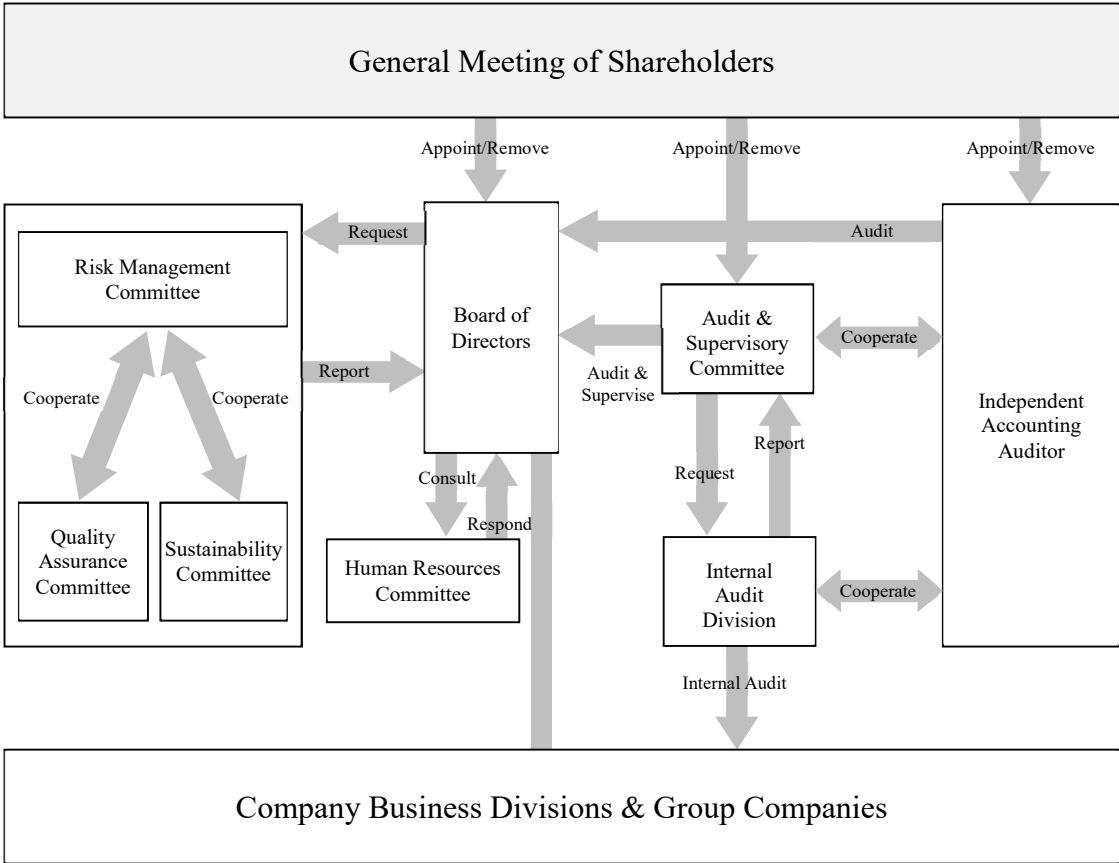 General Meeting of Shareholders
Appoint/Remove
Appoint/Remove
Appoint/Remove
Request
Audit
Risk Management
Committee
Board of
Directors
Audit &
Supervisory
Committee
Cooperate
Report
Audit &
Supervise
Cooperate
Cooperate
Independent
Accounting
Auditor
Consult
Request
Report
Respond
Quality
Assurance
Committee
Sustainability
Committee
Human Resources
Committee
Internal
Audit
Division
Cooperate
Internal Audit
Company Business Divisions & Group Companies